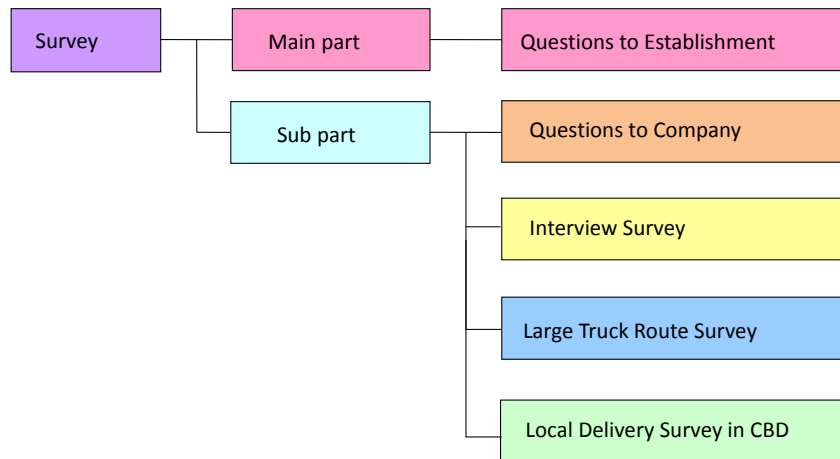 Survey
Main part
Questions to Establishment
Sub part
Questions to Company
Interview Survey
Large Truck Route Survey
Local Delivery Survey in CBD